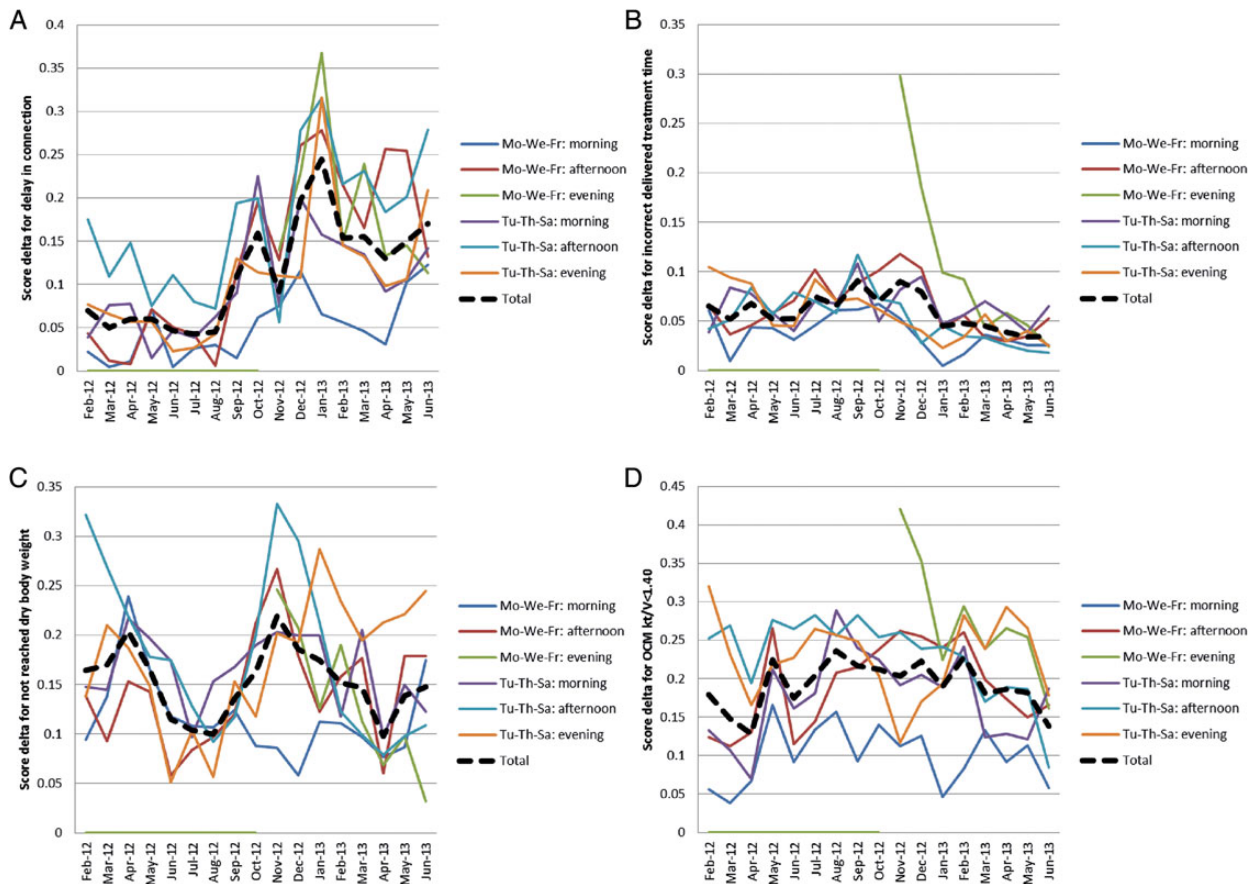 A
Score delta for delay in connection
0.4
0.35
0.3
0.25
0.2
0.15
0.1
0.05
0
Feb-12
Mar-12
Apr-12
May-12
Jun-12
Jul-12
Aug-12
Sep-12
Oct-12
Nov-12
Dec-12
Jan-13
Feb-13
Mar-13
Apr-13
May-13
Jun-13
Mo-We-Fr: morning
Mo-We-Fr: afternoon
Mo-We-Fr: evening
Tu-Th-Sa: morning
Tu-Th-Sa: afternoon
Tu-Th-Sa: evening
Total
B
Score delta for incorrect delivered treatment time
0.35
0.3
0.25
0.2
0.15
0.1
0.05
0
Feb-12
Mar-12
Apr-12
May-12
Jun-12
Jul-12
Aug-12
Sep-12
Oct-12
Nov-12
Dec-12
Jan-13
Feb-13
Mar-13
Apr-13
May-13
Jun-13
Mo-We-Fr: morning
Mo-We-Fr: afternoon
Mo-We-Fr: evening
Tu-Th-Sa: morning
Tu-Th-Sa: afternoon
Tu-Th-Sa: evening
Total
C
Score delta for not reached dry body weight
0.35
0.3
0.25
0.2
0.15
0.1
0.05
0
Feb-12
Mar-12
Apr-12
May-12
Jun-12
Jul-12
Aug-12
Sep-12
Oct-12
Nov-12
Dec-12
Jan-13
Feb-13
Mar-13
Apr-13
May-13
Jun-13
Mo-We-Fr: morning
Mo-We-Fr: afternoon
Mo-We-Fr: evening
Tu-Th-Sa: morning
Tu-Th-Sa: afternoon
Tu-Th-Sa: evening
Total
D
Score delta for OCM kt/V<1.40
0.45
0.4
0.35
0.3
0.25
0.2
0.15
0.1
0.05
0
Feb-12
Mar-12
Apr-12
May-12
Jun-12
Jul-12
Aug-12
Sep-12
Oct-12
Nov-12
Dec-12
Jan-13
Feb-13
Mar-13
Apr-13
May-13
Jun-13
Mo-We-Fr: morning
Mo-We-Fr: afternoon
Mo-We-Fr: evening
Tu-Th-Sa: morning
Tu-Th-Sa: afternoon
Tu-Th-Sa: evening
Total